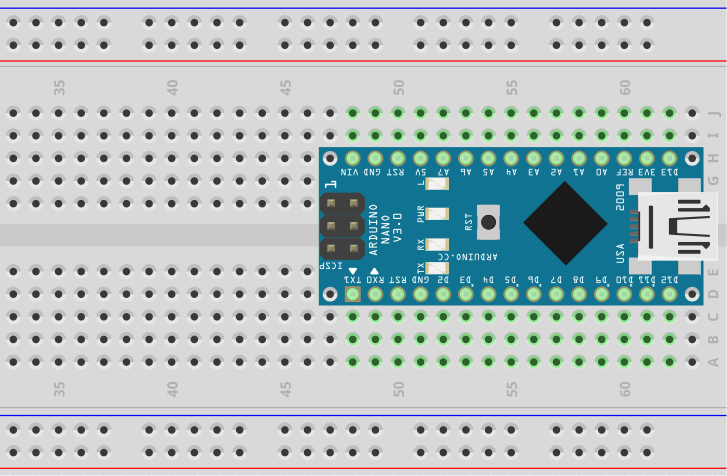 35 40 45 50 55 60
J
I
H
G
VIN GND RST 5V A7 A6 A5 A4 A3 A2 A1 A0 REF 3V3 D13
1
L
PWR
RX
TX
ARDUINO
NANO
V3.0
RST
2009
USA
ARDUINO.CC
ICSP
TX1 RX0 RST GND D2 D3 D4 D5 D6 D7 D8 D9 D10 D11 D12
E
D
C
B
A
35 40 45 50 55 60